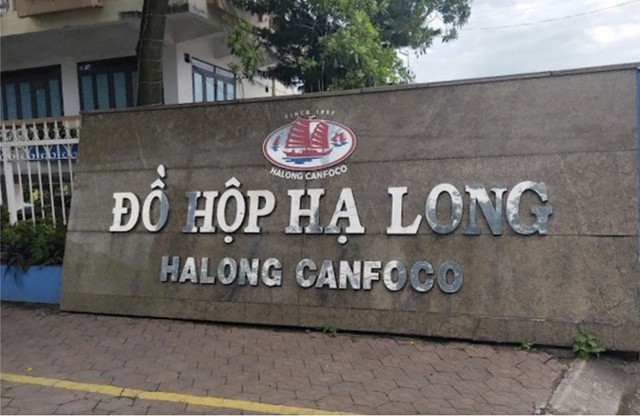 SINCE 1957
HALONG CANFOCO
ĐỒ HỘP HẠ LONG
HALONG CANFOCO